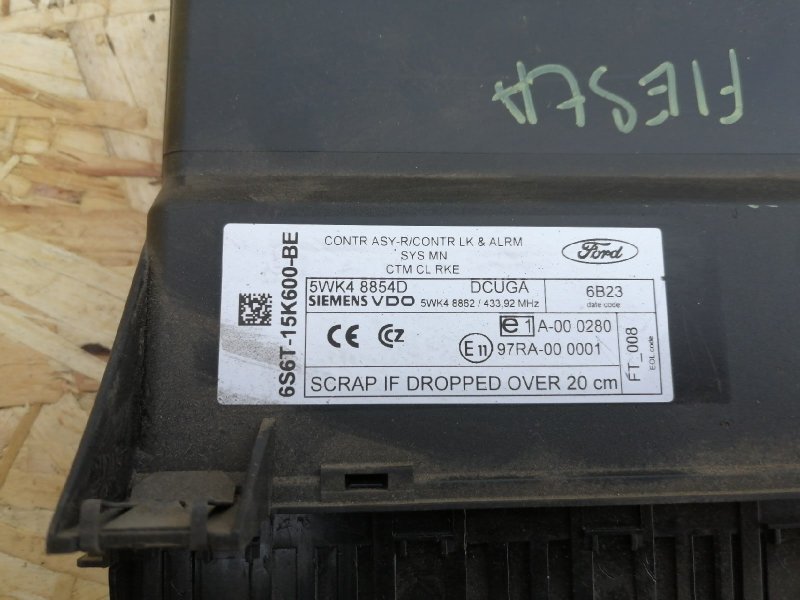 FIESTA
CONTR ASY-R/CONTR LK & ALRM
SYS MN
CTM CL RKE
Ford
6S6T-15K600-BE
5WK4 8854D DCUGA
SIEMENS VDO 5WK4 8862 / 433,92 MHz
6B23
date code
CE CCZ
e1 A-00 0280
E11 97RA-00 0001
FT_008
EOL code
SCRAP IF DROPPED OVER 20 cm